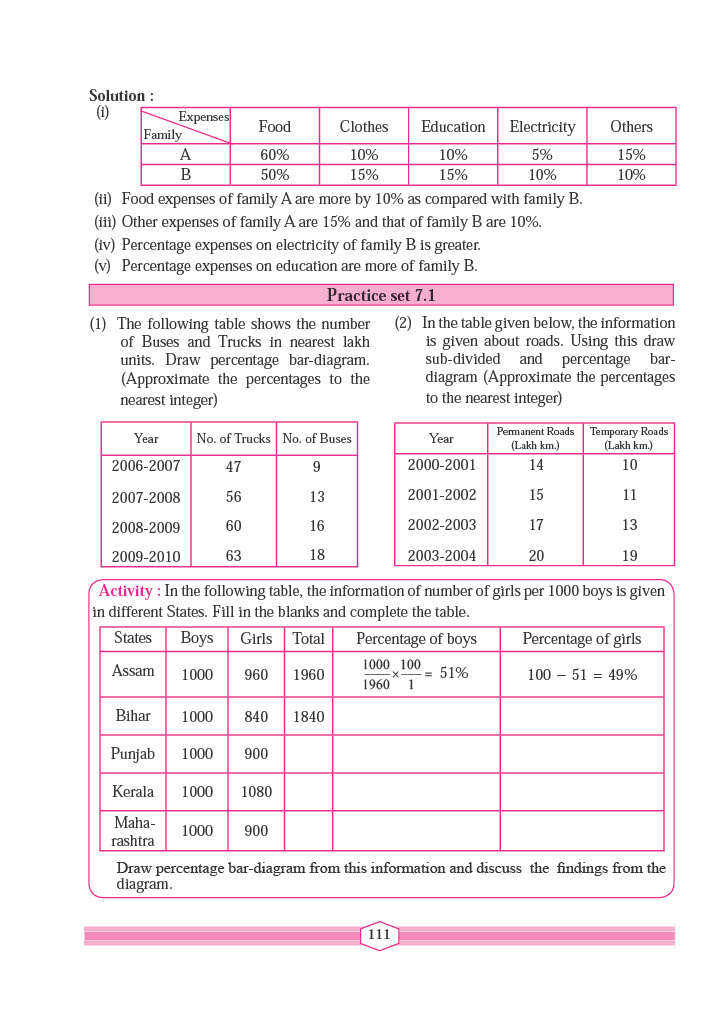 Solution :
(i)
Expenses
Family Food Clothes Education Electricity Others
A 60% 10% 10% 5% 15%
B 50% 15% 15% 10% 10%
(ii) Food expenses of family A are more by 10% as compared with family B.
(iii) Other expenses of family A are 15% and that of family B are 10%.
(iv) Percentage expenses on electricity of family B is greater.
(v) Percentage expenses on education are more of family B.
Practice set 7.1
(1) The following table shows the number
of Buses and Trucks in nearest lakh
units. Draw percentage bar-diagram.
(Approximate the percentages to the
nearest integer)
Year No. of Trucks No. of Buses
2006-2007 47 9
2007-2008 56 13
2008-2009 60 16
2009-2010 63 18
(2) In the table given below, the information
is given about roads. Using this draw
sub-divided and percentage bar-
diagram (Approximate the percentages
to the nearest integer)
Year Permanent Roads (Lakh km.) Temporary Roads (Lakh km.)
2000-2001 14 10
2001-2002 15 11
2002-2003 17 13
2003-2004 20 19
Activity : In the following table, the information of number of girls per 1000 boys is given
in different States. Fill in the blanks and complete the table.
States Boys Girls Total Percentage of boys Percentage of girls
Assam 1000 960 1960 1000/1960 × 100/1 = 51% 100 − 51 = 49%
Bihar 1000 840 1840
Punjab 1000 900
Kerala 1000 1080
Maha-
rashtra 1000 900
Draw percentage bar-diagram from this information and discuss the findings from the
diagram.
111